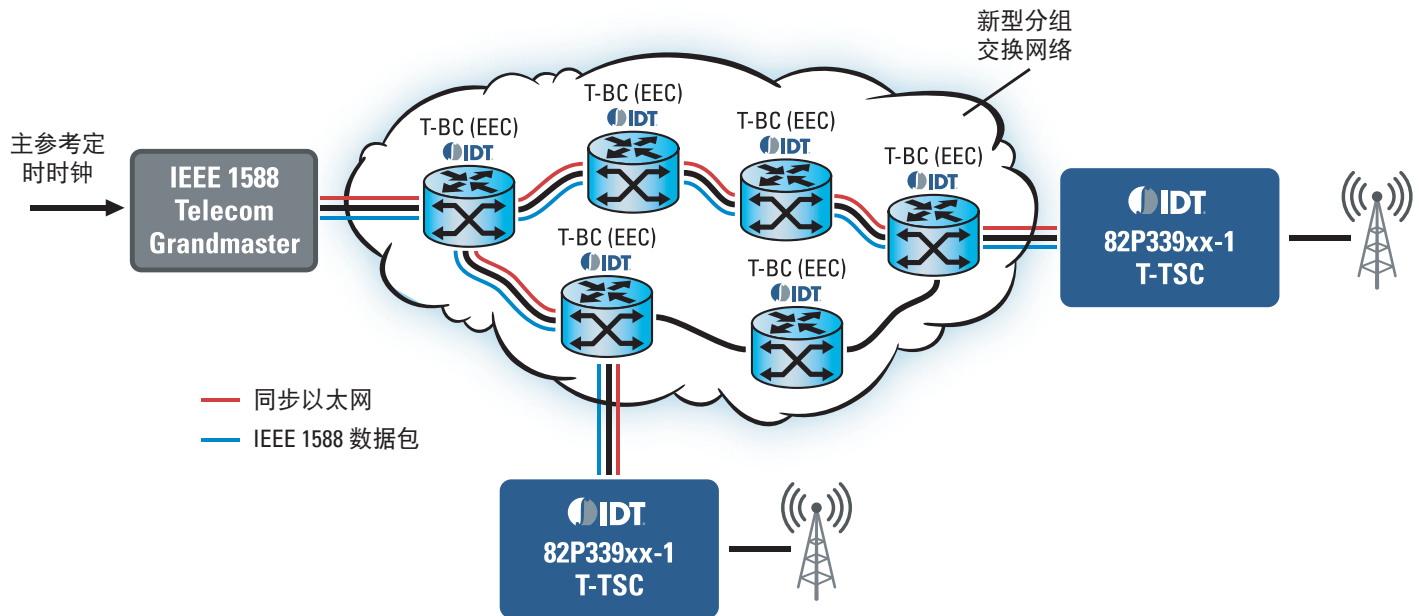 新型分组
交换网络
T-BC (EEC)
IDT
T-BC (EEC)
IDT
T-BC (EEC)
IDT
T-BC (EEC)
IDT
主参考定
时时钟
IEEE 1588
Telecom
Grandmaster
IDT
82P339xx-1
T-TSC
T-BC (EEC)
IDT
T-BC (EEC)
IDT
同步以太网
IEEE 1588 数据包
IDT
82P339xx-1
T-TSC